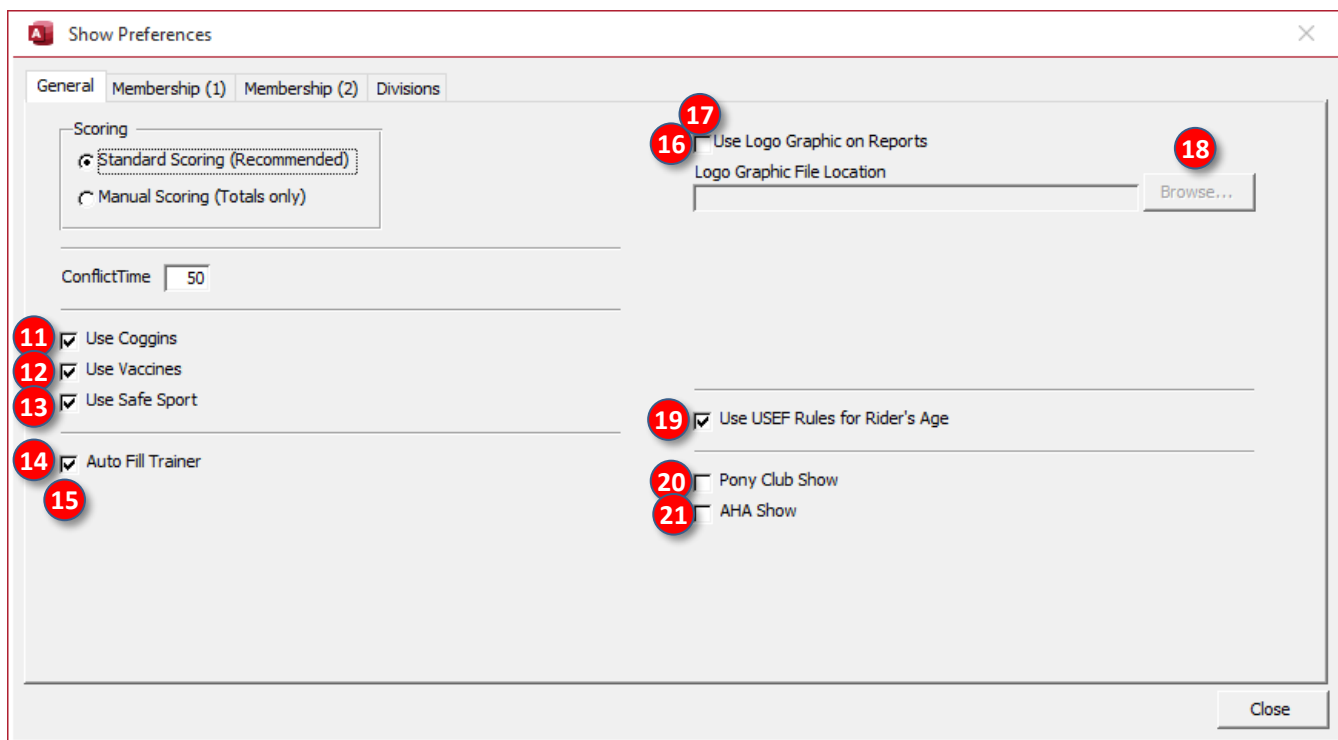 A Show Preferences
General Membership (1) Membership (2) Divisions
Scoring
Standard Scoring (Recommended)
Manual Scoring (Totals only)
ConflictTime 50
11 Use Coggins
12 Use Vaccines
13 Use Safe Sport
14 Auto Fill Trainer
15
17
16 Use Logo Graphic on Reports
18
Logo Graphic File Location
Browse...
19 Use USEF Rules for Rider's Age
20 Pony Club Show
21 AHA Show
Close